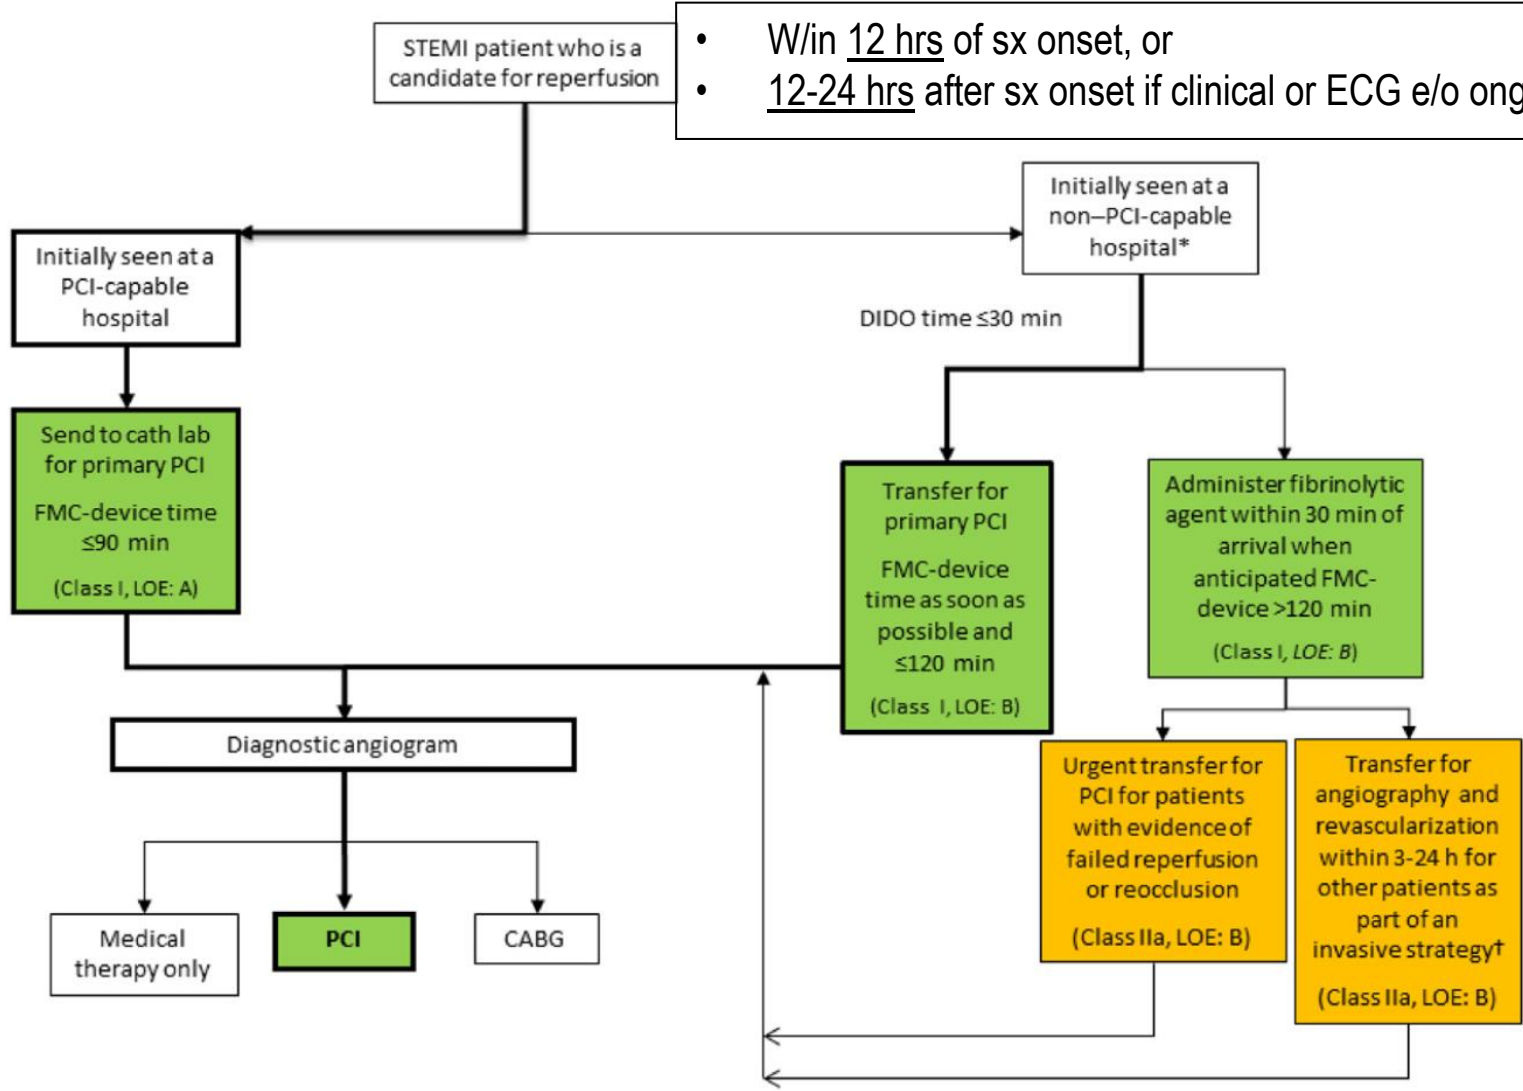 STEMI patient who is a
candidate for reperfusion
• W/in 12 hrs of sx onset, or
• 12-24 hrs after sx onset if clinical or ECG e/o
Initially seen at a
non–PCI-capable
hospital*
Initially seen at a
PCI-capable
hospital
DIDO time ≤30 min
Send to cath lab
for primary PCI
FMC-device time
≤90 min
(Class I, LOE: A)
Transfer for
primary PCI
FMC-device
time as soon as
possible and
≤120 min
(Class I, LOE: B)
Administer fibrinolytic
agent within 30 min of
arrival when
anticipated FMC-
device >120 min
(Class I, LOE: B)
Diagnostic angiogram
Urgent transfer for
PCI for patients
with evidence of
failed reperfusion
or reocclusion
(Class IIa, LOE: B)
Transfer for
angiography and
revascularization
within 3-24 h for
other patients as
part of an
invasive strategy†
(Class IIa, LOE: B)
Medical
therapy only
PCI
CABG